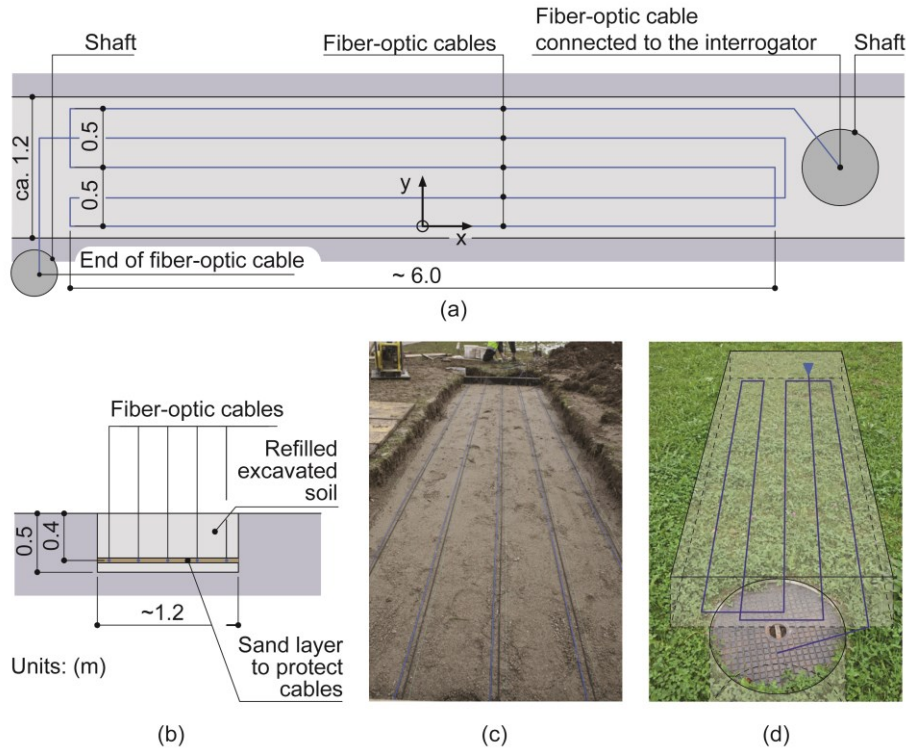 Shaft
Fiber-optic cables
Fiber-optic cable
connected to the interrogator
Shaft
ca. 1.2
0.5
0.5
y
x
End of fiber-optic cable
~ 6.0
(a)
Fiber-optic cables
Refilled
excavated
soil
0.5
0.4
~1.2
Sand layer
to protect
cables
Units: (m)
(b)
(c)
(d)